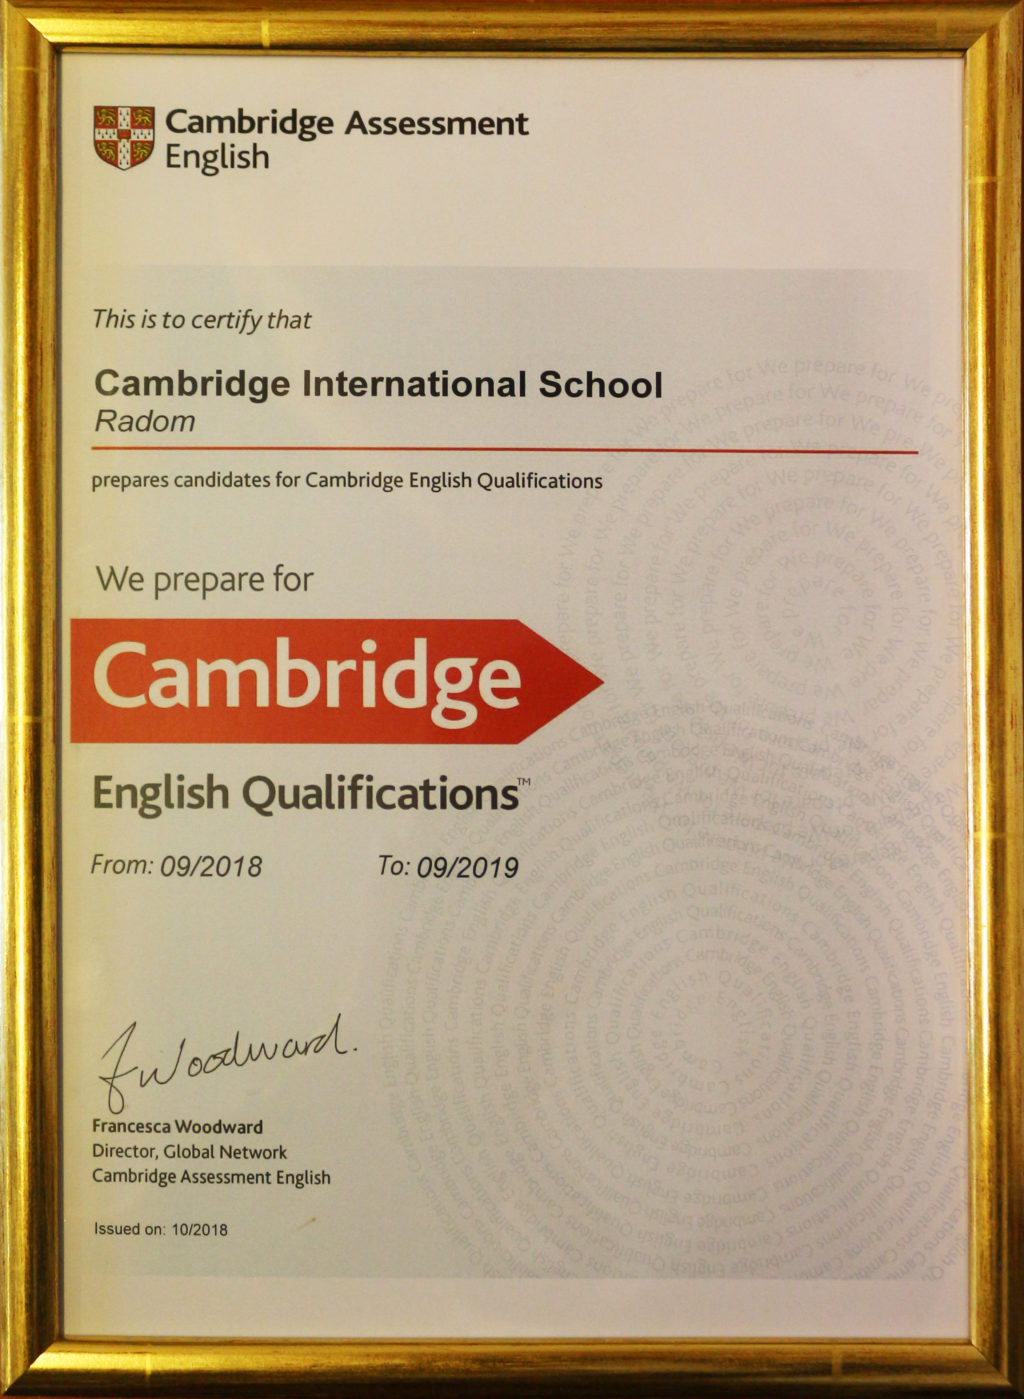 Cambridge Assessment
English
This is to certify that
Cambridge International School
Radom
prepares candidates for Cambridge English Qualifications
We prepare for
Cambridge
English Qualifications™
From: 09/2018 To: 09/2019
F Woodward.
Francesca Woodward
Director, Global Network
Cambridge Assessment English
Issued on: 10/2018